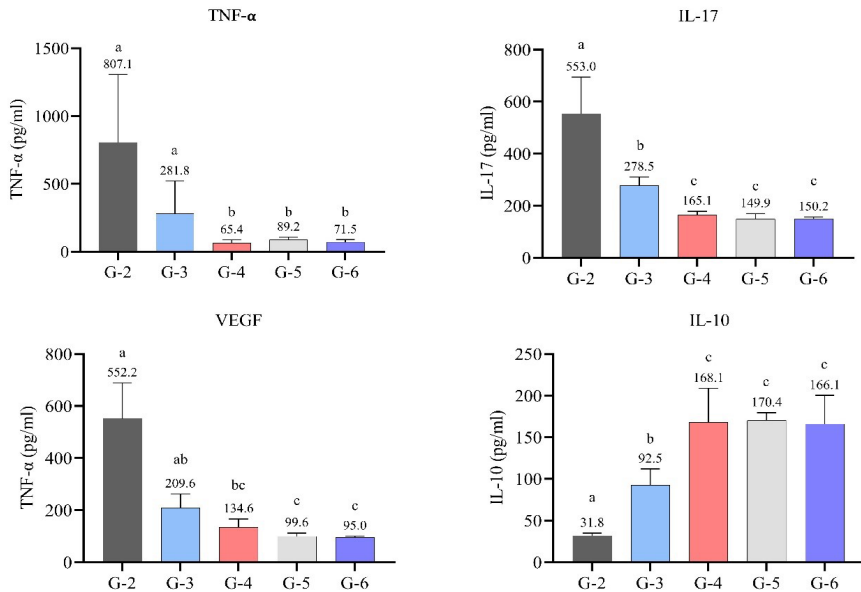 TNF-α
TNF-α (pg/ml)
1500
1000
500
0
a
807.1
a
281.8
b
65.4
b
89.2
b
71.5
G-2 G-3 G-4 G-5 G-6
IL-17
IL-17 (pg/ml)
800
600
400
200
0
a
553.0
b
278.5
c
165.1
c
149.9
c
150.2
G-2 G-3 G-4 G-5 G-6
VEGF
TNF-α (pg/ml)
800
600
400
200
0
a
552.2
ab
209.6
bc
134.6
c
99.6
c
95.0
G-2 G-3 G-4 G-5 G-6
IL-10
IL-10 (pg/ml)
250
200
150
100
50
0
a
31.8
b
92.5
c
168.1
c
170.4
c
166.1
G-2 G-3 G-4 G-5 G-6